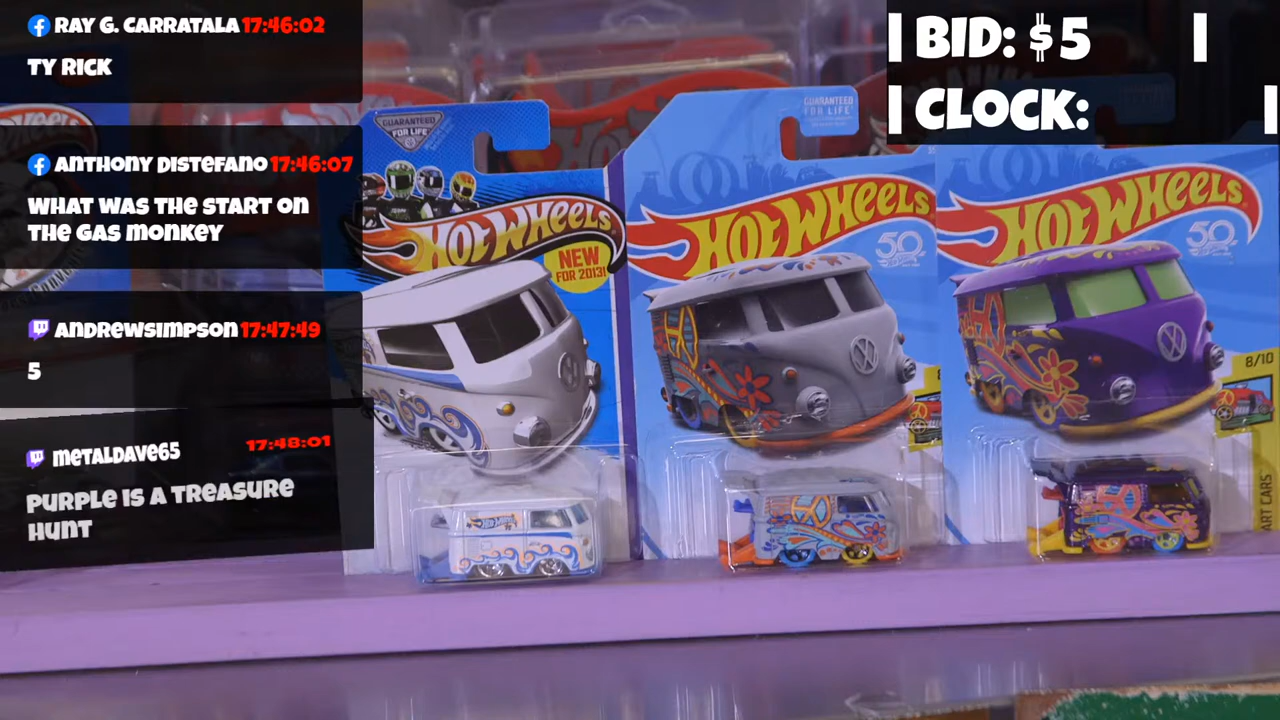 RAY G. CARRATALA 17:46:02
TY RICK
ANTHONY DISTEFANO 17:46:07
WHAT WAS THE START ON
THE GAS MONKEY
ANDREWSIMPSON 17:47:49
5
METALDAVE65 17:48:01
PURPLE IS A TREASURE
HUNT
| BID: $5 |
| CLOCK: |
GUARANTEED
FOR LIFE
HOT WHEELS
NEW
FOR 2013!
GUARANTEED
FOR LIFE
HOT WHEELS
50
HOT WHEELS
50
8/10
ART CARS